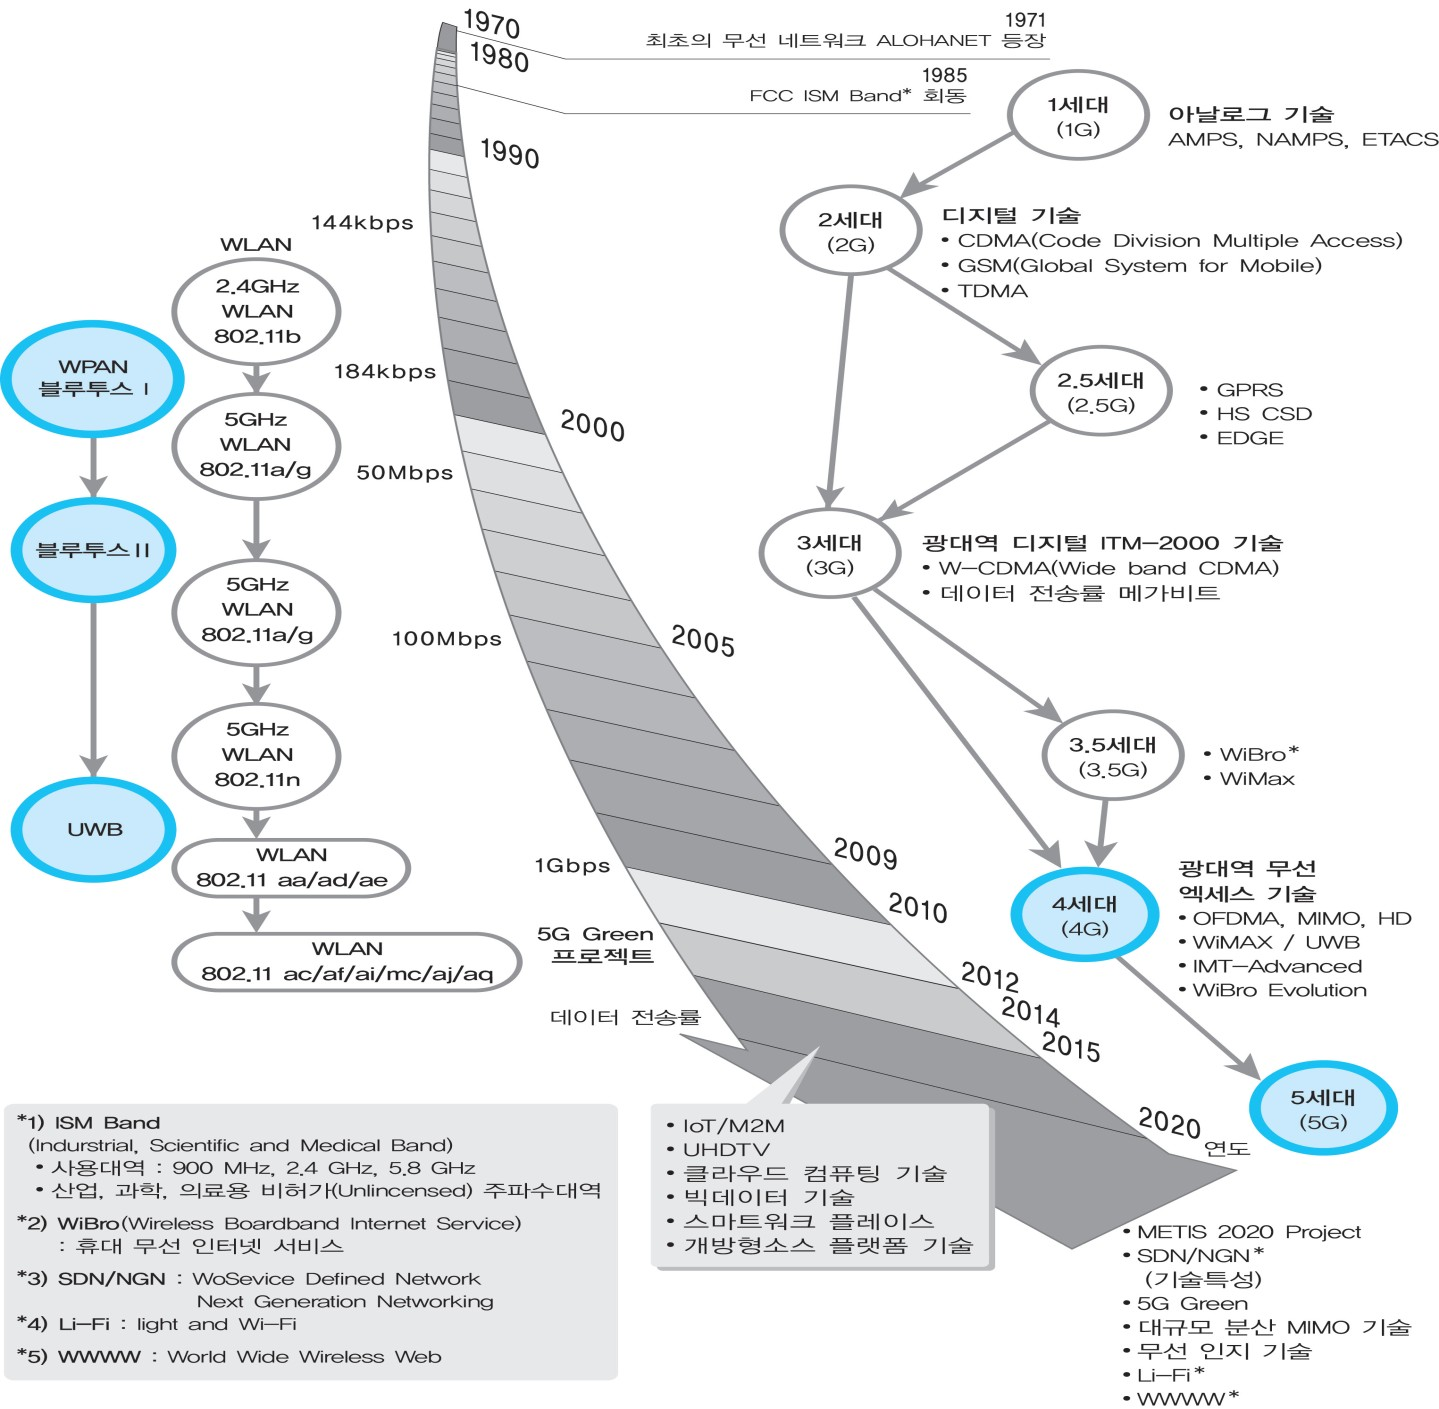 1970
1971
최초의 무선 네트워크 ALOHANET 등장
1980
1985
FCC ISM Band* 회동
1990
2000
2005
2009
2010
2012
2014
2015
2020
연도
144kbps
184kbps
50Mbps
100Mbps
1Gbps
5G Green
프로젝트
데이터 전송률
WPAN
블루투스 I
블루투스 II
UWB
WLAN
2.4GHz
WLAN
802.11b
5GHz
WLAN
802.11a/g
5GHz
WLAN
802.11a/g
5GHz
WLAN
802.11n
WLAN
802.11 aa/ad/ae
WLAN
802.11 ac/af/ai/mc/aj/aq
1세대
(1G)
아날로그 기술
AMPS, NAMPS, ETACS
2세대
(2G)
디지털 기술
• CDMA(Code Division Multiple Access)
• GSM(Global System for Mobile)
• TDMA
2.5세대
(2.5G)
• GPRS
• HS CSD
• EDGE
3세대
(3G)
광대역 디지털 ITM-2000 기술
• W-CDMA(Wide band CDMA)
• 데이터 전송률 메가비트
3.5세대
(3.5G)
• WiBro*
• WiMax
4세대
(4G)
광대역 무선
엑세스 기술
• OFDMA, MIMO, HD
• WiMAX / UWB
• IMT-Advanced
• WiBro Evolution
5세대
(5G)
• METIS 2020 Project
• SDN/NGN*
(기술특성)
• 5G Green
• 대규모 분산 MIMO 기술
• 무선 인지 기술
• Li-Fi*
• WWWW*
• IoT/M2M
• UHDTV
• 클라우드 컴퓨팅 기술
• 빅데이터 기술
• 스마트워크 플레이스
• 개방형소스 플랫폼 기술
*1) ISM Band
(Indurstrial, Scientific and Medical Band)
• 사용대역 : 900 MHz, 2.4 GHz, 5.8 GHz
• 산업, 과학, 의료용 비허가(Unlincensed) 주파수대역
*2) WiBro(Wireless Boardband Internet Service)
: 휴대 무선 인터넷 서비스
*3) SDN/NGN : WoSevice Defined Network
Next Generation Networking
*4) Li-Fi : light and Wi-Fi
*5) WWWW : World Wide Wireless Web